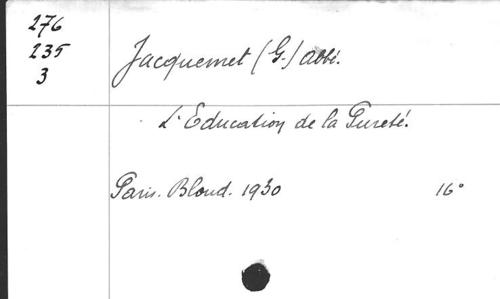 276
235
3
Jacquemet (G.) abbé.
L'Education de la Pureté.
Paris. Bloud. 1930 16°